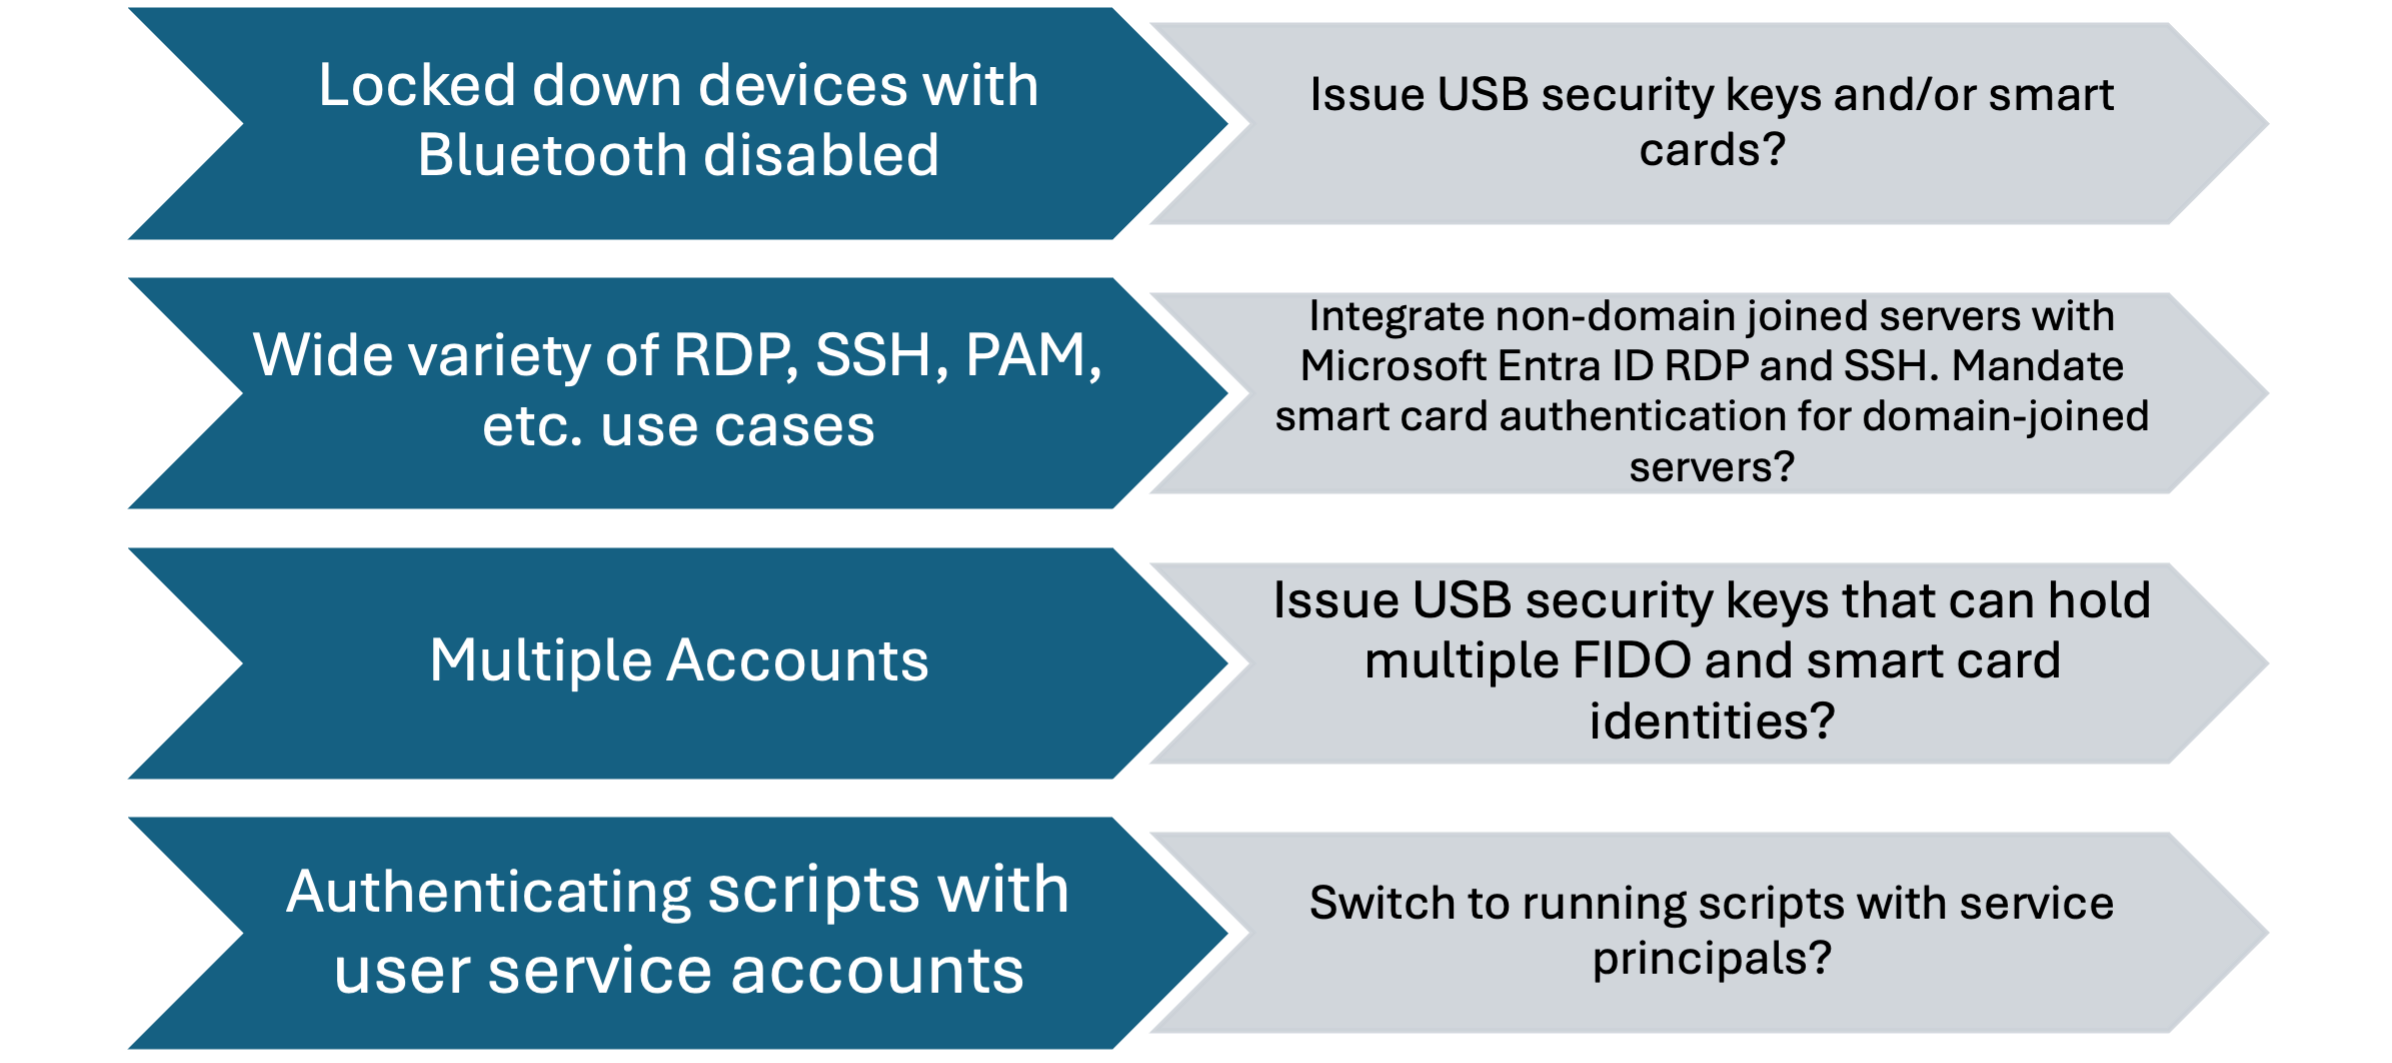 Locked down devices with
Bluetooth disabled
Issue USB security keys and/or smart
cards?
Wide variety of RDP, SSH, PAM,
etc. use cases
Integrate non-domain joined servers with
Microsoft Entra ID RDP and SSH. Mandate
smart card authentication for domain-joined
servers?
Multiple Accounts
Issue USB security keys that can hold
multiple FIDO and smart card
identities?
Authenticating scripts with
user service accounts
Switch to running scripts with service
principals?